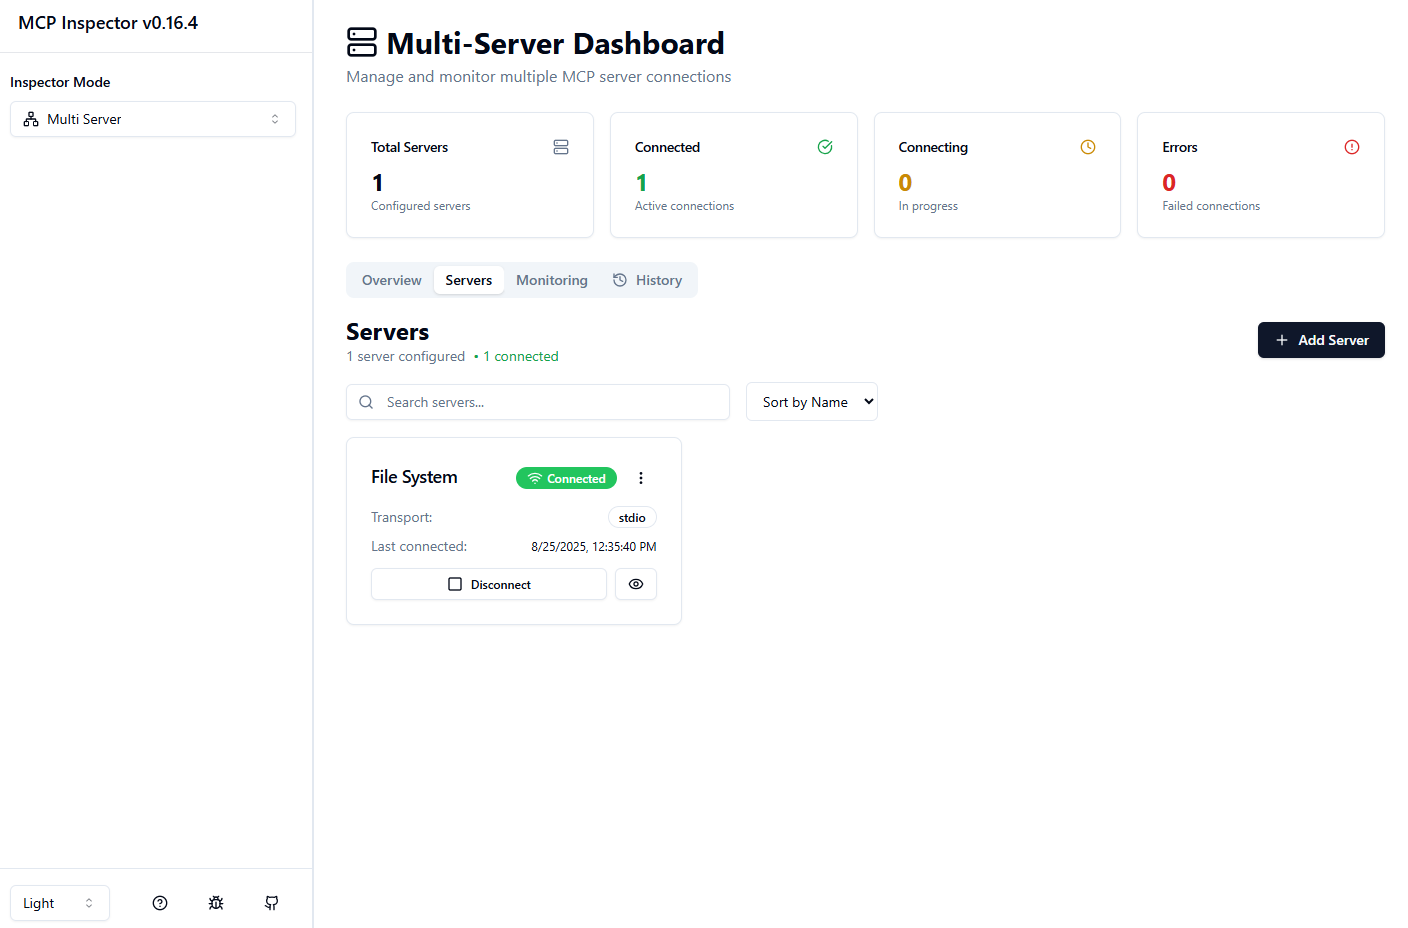 MCP Inspector v0.16.4
Inspector Mode
Multi Server
Multi-Server Dashboard
Manage and monitor multiple MCP server connections
Total Servers
1
Configured servers
Connected
1
Active connections
Connecting
0
In progress
Errors
0
Failed connections
Overview Servers Monitoring History
Servers
1 server configured • 1 connected
Add Server
Search servers...
Sort by Name
File System
Connected
Transport: stdio
Last connected: 8/25/2025, 12:35:40 PM
Disconnect
Light